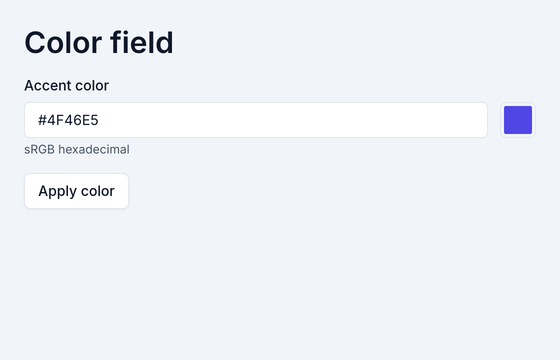 Color field
Accent color
#4F46E5
sRGB hexadecimal
Apply color